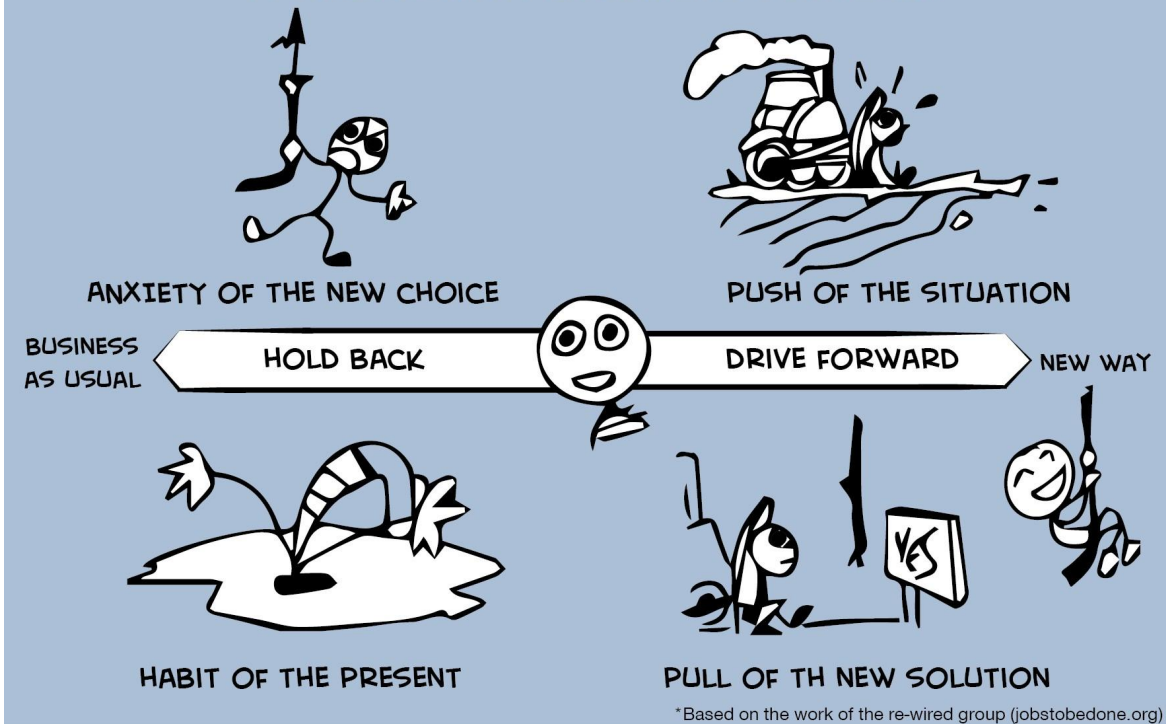 ANXIETY OF THE NEW CHOICE
PUSH OF THE SITUATION
BUSINESS
AS USUAL
HOLD BACK
DRIVE FORWARD
NEW WAY
YES
HABIT OF THE PRESENT
PULL OF TH NEW SOLUTION
*Based on the work of the re-wired group (jobstobedone.org)